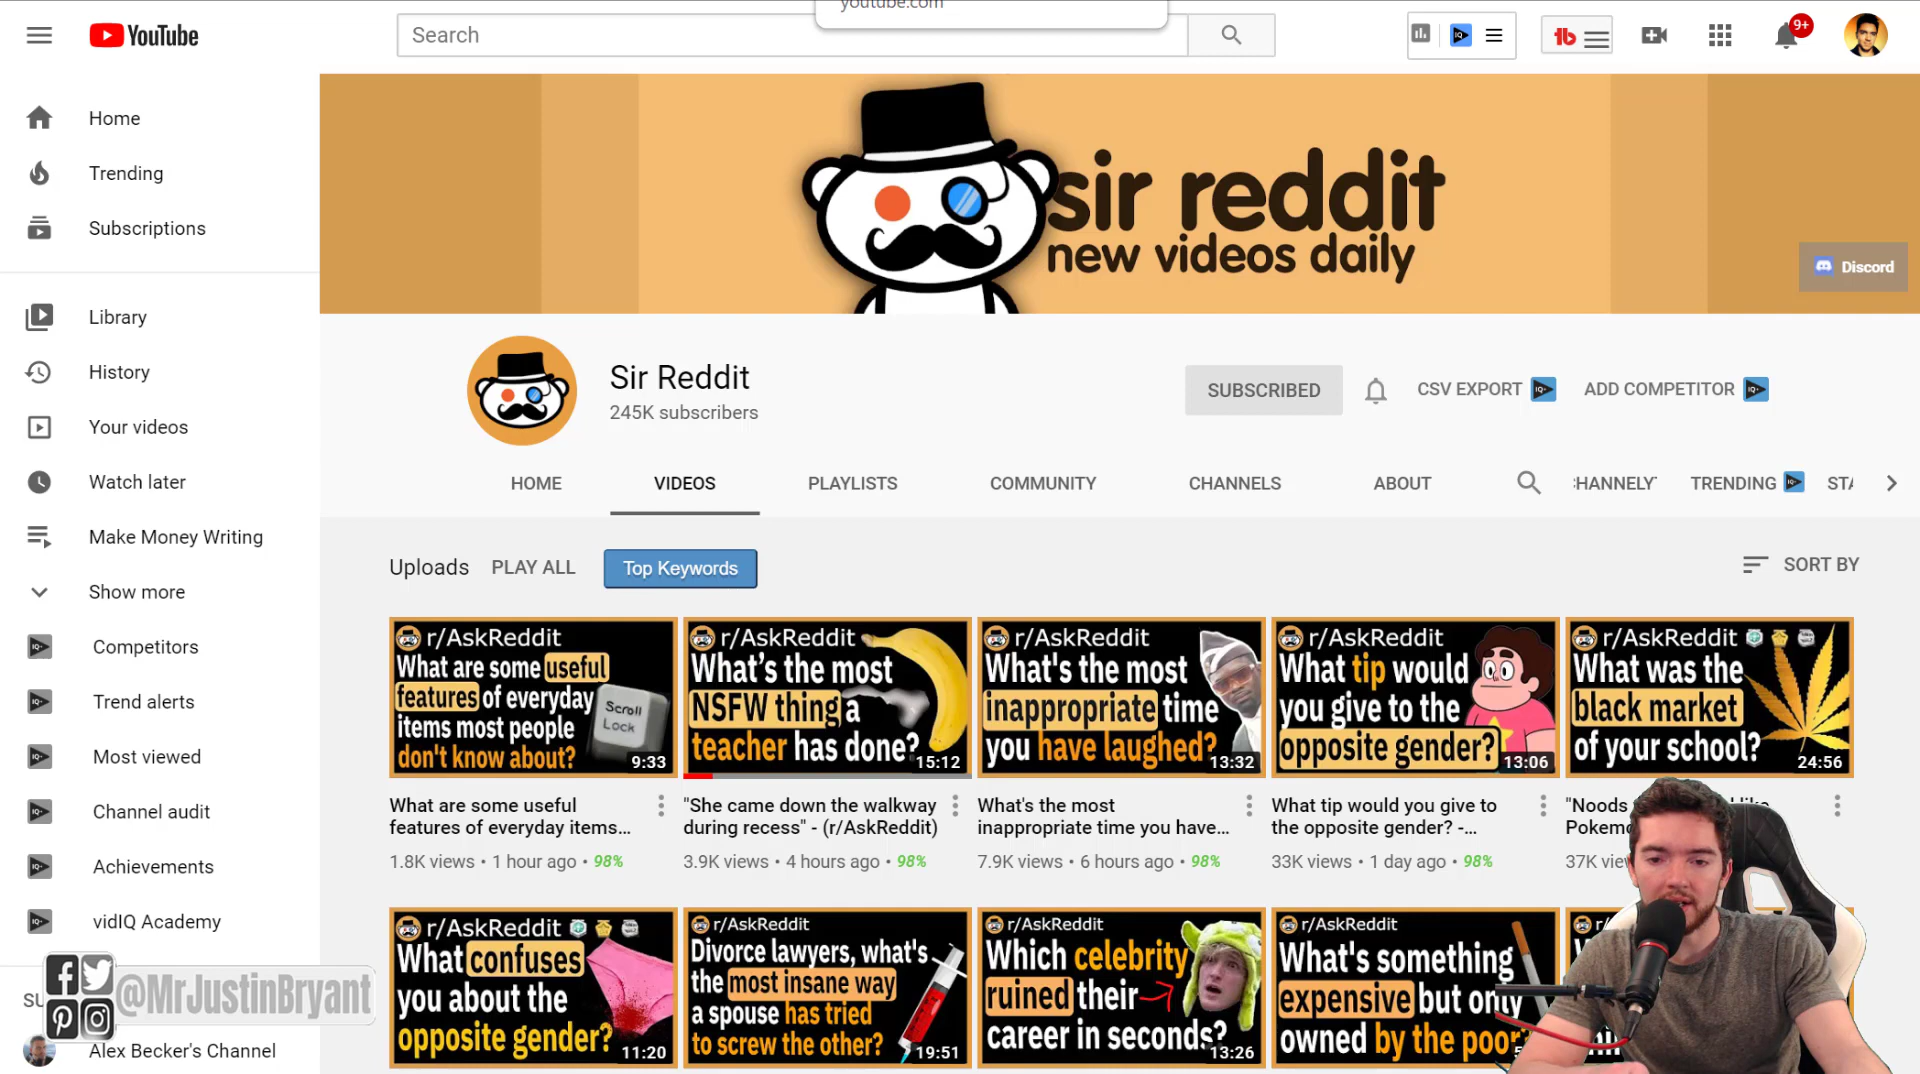 youtube.com
YouTube
Search
9+
Home
Trending
Subscriptions
Library
History
Your videos
Watch later
Make Money Writing
Show more
Competitors
Trend alerts
Most viewed
Channel audit
Achievements
vidIQ Academy
SU
@MrJustinBryant
Alex Becker's Channel
sir reddit
new videos daily
Discord
Sir Reddit
245K subscribers
SUBSCRIBED
CSV EXPORT
ADD COMPETITOR
HOME
VIDEOS
PLAYLISTS
COMMUNITY
CHANNELS
ABOUT
HANNELY
TRENDING
STA
Uploads
PLAY ALL
Top Keywords
SORT BY
r/AskReddit
What are some useful
features of everyday
items most people
don't know about?
Scroll
Lock
9:33
What are some useful
features of everyday items...
1.8K views • 1 hour ago • 98%
r/AskReddit
What's the most
NSFW thing a
teacher has done?
15:12
"She came down the walkway
during recess" - (r/AskReddit)
3.9K views • 4 hours ago • 98%
r/AskReddit
What's the most
inappropriate time
you have laughed?
13:32
What's the most
inappropriate time you have...
7.9K views • 6 hours ago • 98%
r/AskReddit
What tip would
you give to the
opposite gender?
13:06
What tip would you give to
the opposite gender? -...
33K views • 1 day ago • 98%
r/AskReddit
What was the
black market
of your school?
24:56
"Noods
Pokem
37K vie
r/AskReddit
What confuses
you about the
opposite gender?
11:20
r/AskReddit
Divorce lawyers, what's
the most insane way
a spouse has tried
to screw the other?
19:51
r/AskReddit
Which celebrity
ruined their
career in seconds?
13:26
r/AskReddit
What's something
expensive but only
owned by the poor?